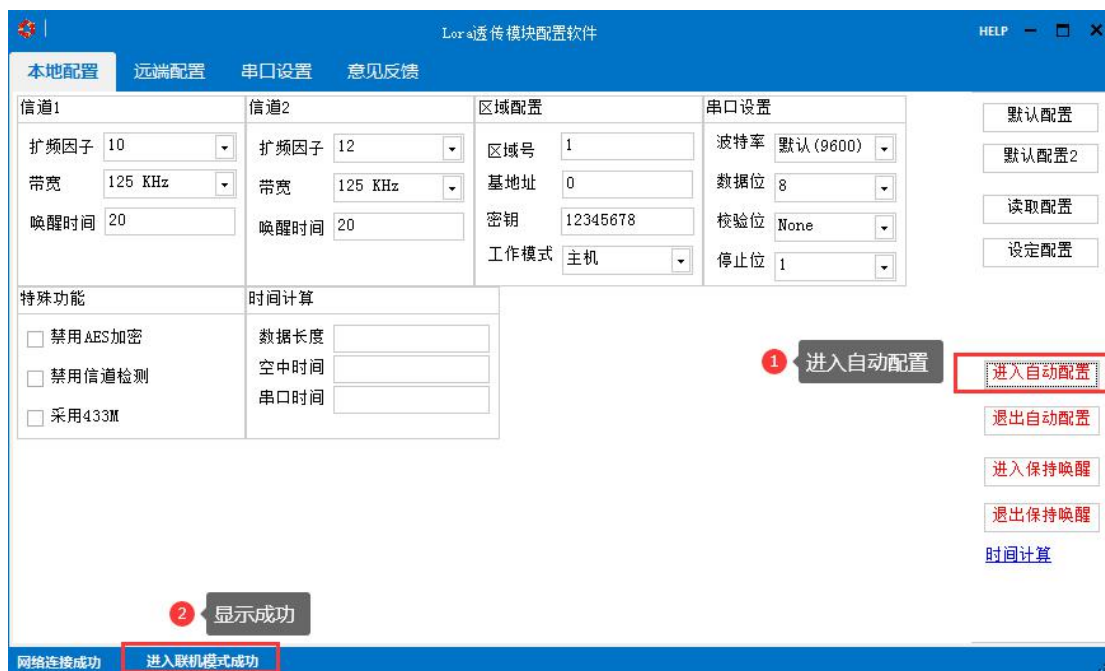 Lora透传模块配置软件
HELP
本地配置 远端配置 串口设置 意见反馈
信道1
扩频因子 10
带宽 125 KHz
唤醒时间 20
信道2
扩频因子 12
带宽 125 KHz
唤醒时间 20
区域配置
区域号 1
基地址 0
密钥 12345678
工作模式 主机
串口设置
波特率 默认(9600)
数据位 8
校验位 None
停止位 1
默认配置
默认配置2
读取配置
设定配置
特殊功能
禁用AES加密
禁用信道检测
采用433M
时间计算
数据长度
空中时间
串口时间
1 进入自动配置
进入自动配置
退出自动配置
进入保持唤醒
退出保持唤醒
时间计算
2 显示成功
网络连接成功 进入联机模式成功